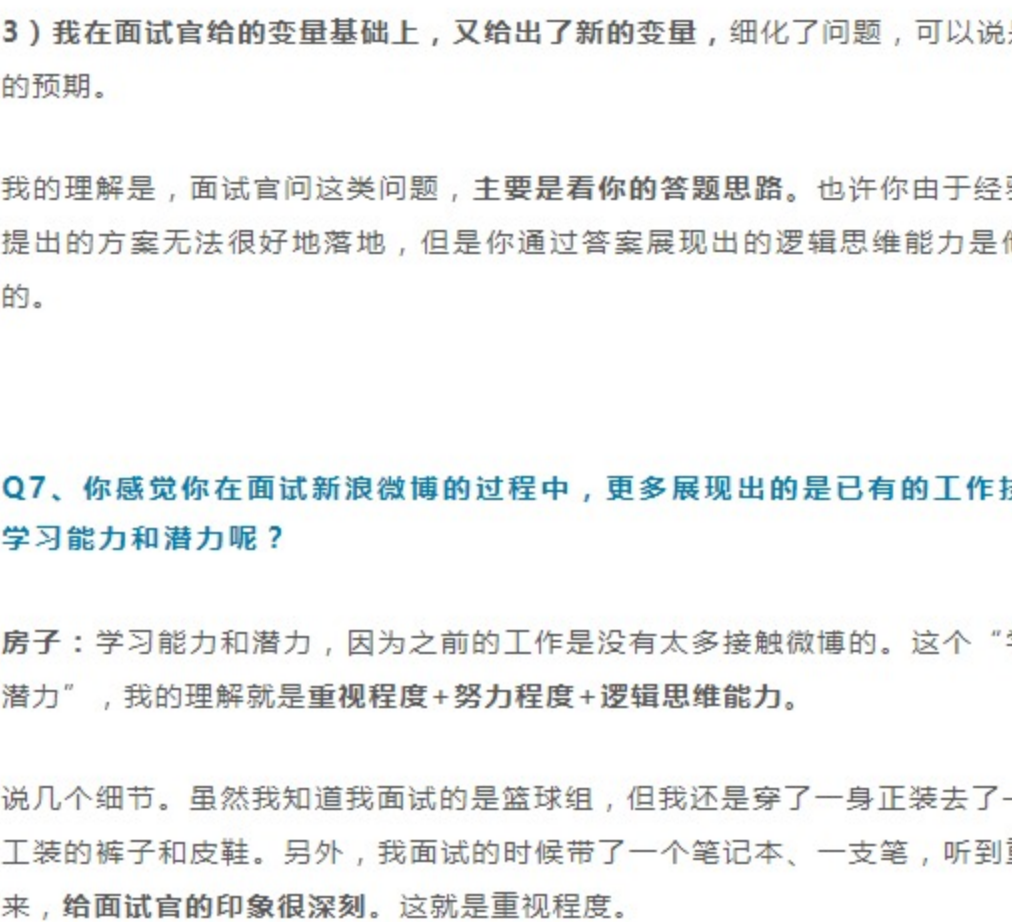 3）我在面试官给的变量基础上，又给出了新的变量，细化了问题，可以说
的预期。
我的理解是，面试官问这类问题，主要是看你的答题思路。也许你由于经
提出的方案无法很好地落地，但是你通过答案展现出的逻辑思维能力是
的。
Q7、你感觉你在面试新浪微博的过程中，更多展现出的是已有的工作
学习能力和潜力呢？
房子：学习能力和潜力，因为之前的工作是没有太多接触微博的。这个“
潜力”，我的理解就是重视程度+努力程度+逻辑思维能力。
说几个细节。虽然我知道我面试的是篮球组，但我还是穿了一身正装去了
工装的裤子和皮鞋。另外，我面试的时候带了一个笔记本、一支笔，听到
来，给面试官的印象很深刻。这就是重视程度。